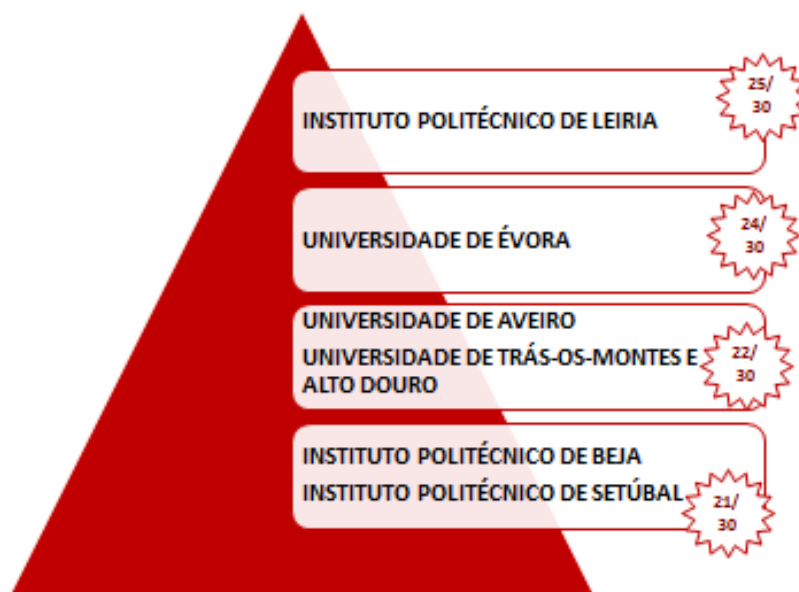 INSTITUTO POLITÉCNICO DE LEIRIA
25/
30
UNIVERSIDADE DE ÉVORA
24/
30
UNIVERSIDADE DE AVEIRO
UNIVERSIDADE DE TRÁS-OS-MONTES E
ALTO DOURO
22/
30
INSTITUTO POLITÉCNICO DE BEJA
INSTITUTO POLITÉCNICO DE SETÚBAL
21/
30